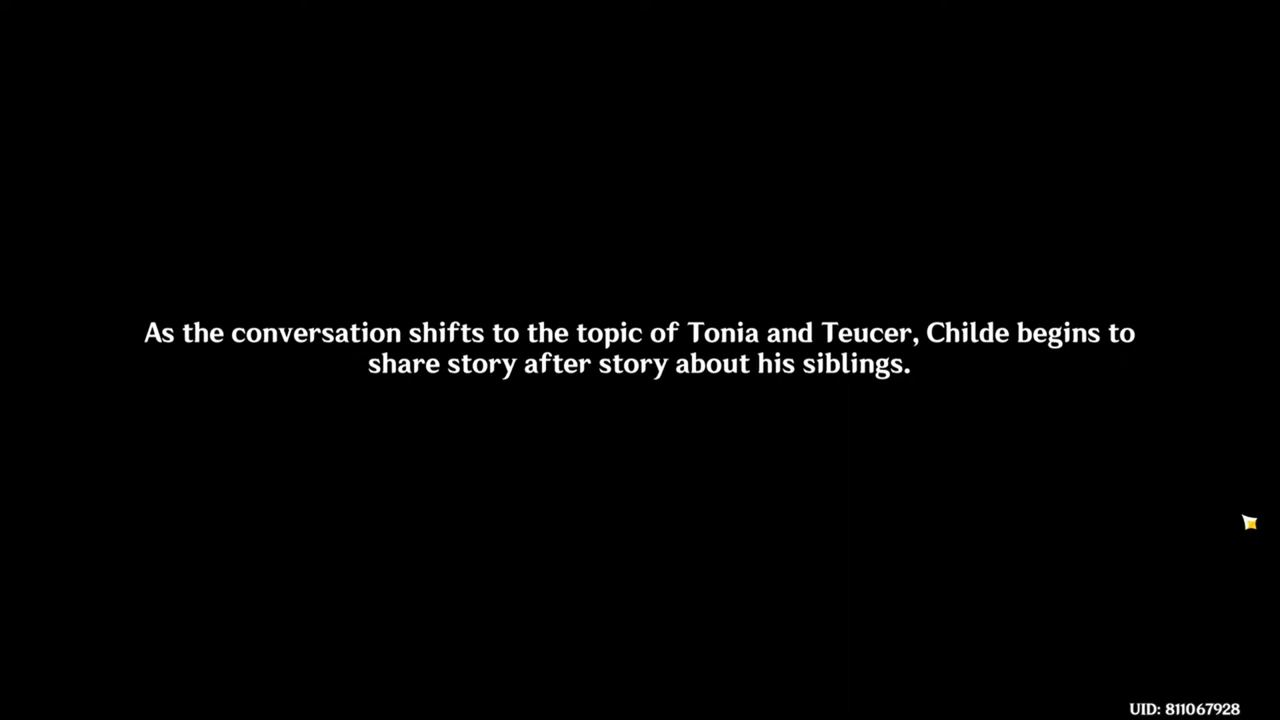 As the conversation shifts to the topic of Tonia and Teucer, Childe begins to
share story after story about his siblings.
UID: 811067928